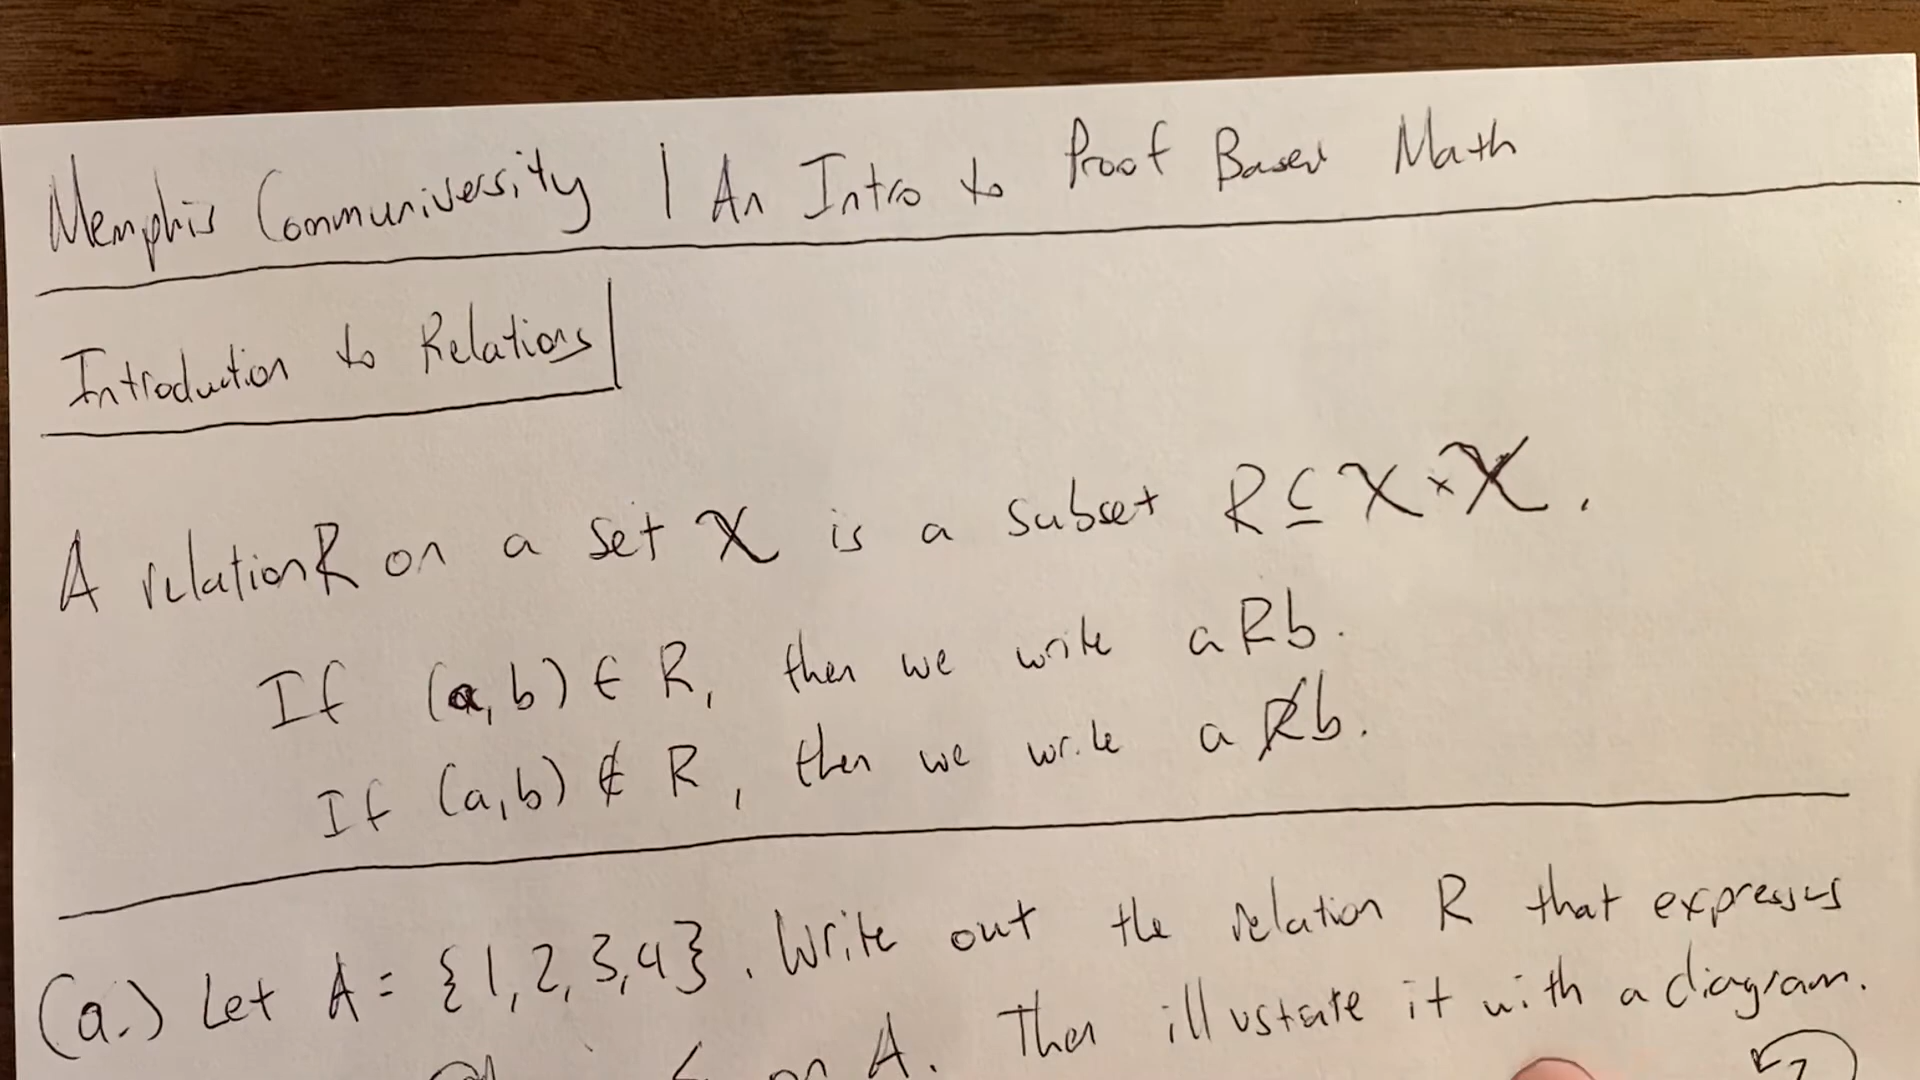 Memphis Communiversity | An Intro to Proof Based Math
Introduction to Relations
A relation R on a set X is a subset R ⊆ X × X.
If (a,b) ∈ R, then we write a R b.
If (a,b) ∉ R, then we write a R̸ b.
(a.) Let A = {1,2,3,4}. Write out the relation R that expresses
on A. Then illustrate it with a diagram.